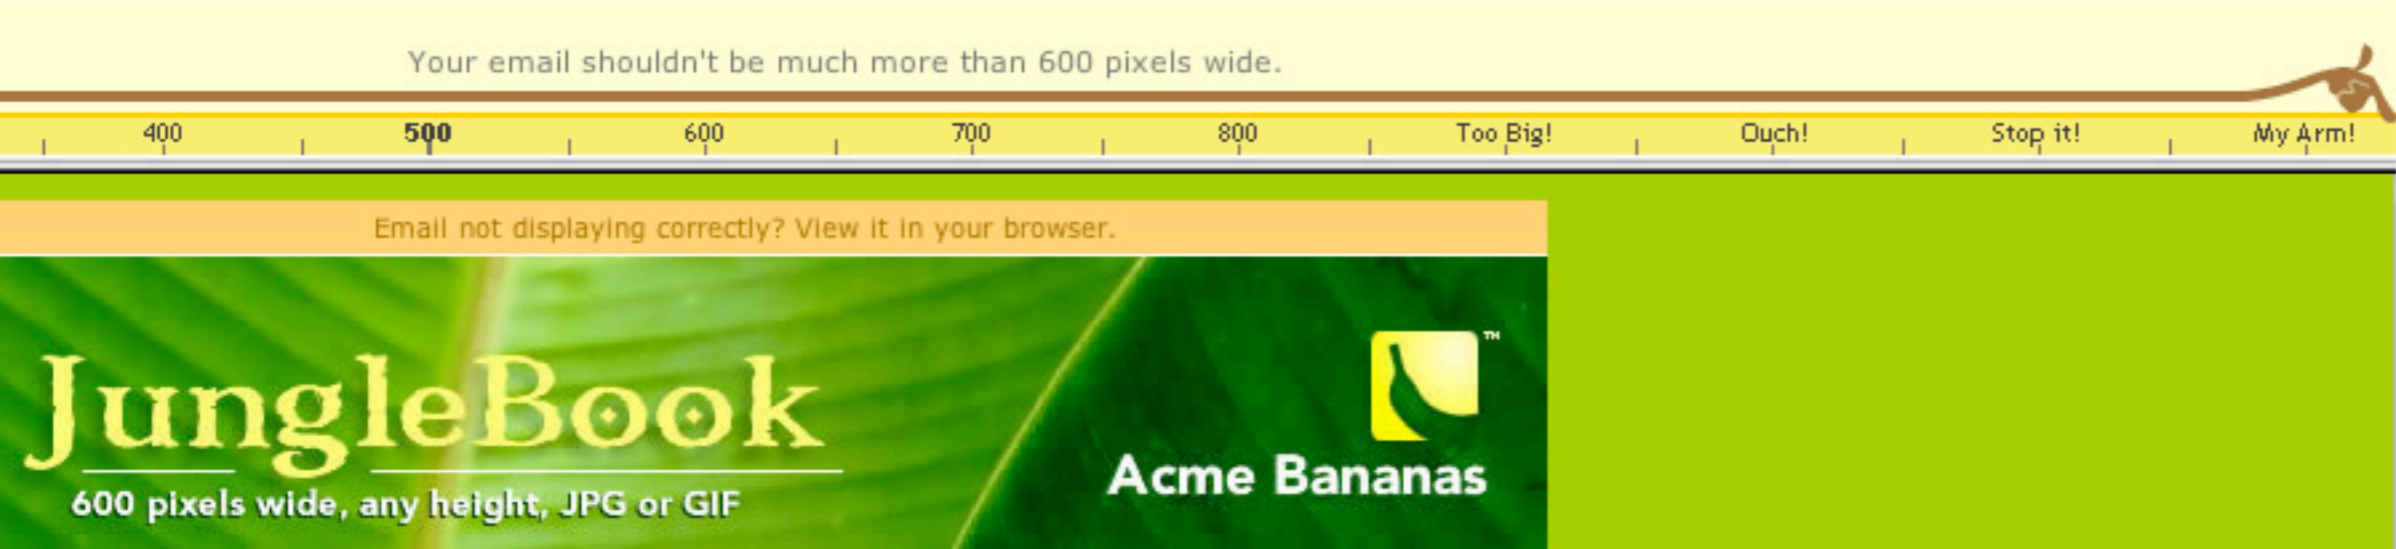 Your email shouldn't be much more than 600 pixels wide.
400 500 600 700 800 Too Big! Ouch! Stop it! My Arm!
Email not displaying correctly? View it in your browser.
JungleBook
600 pixels wide, any height, JPG or GIF
™
Acme Bananas